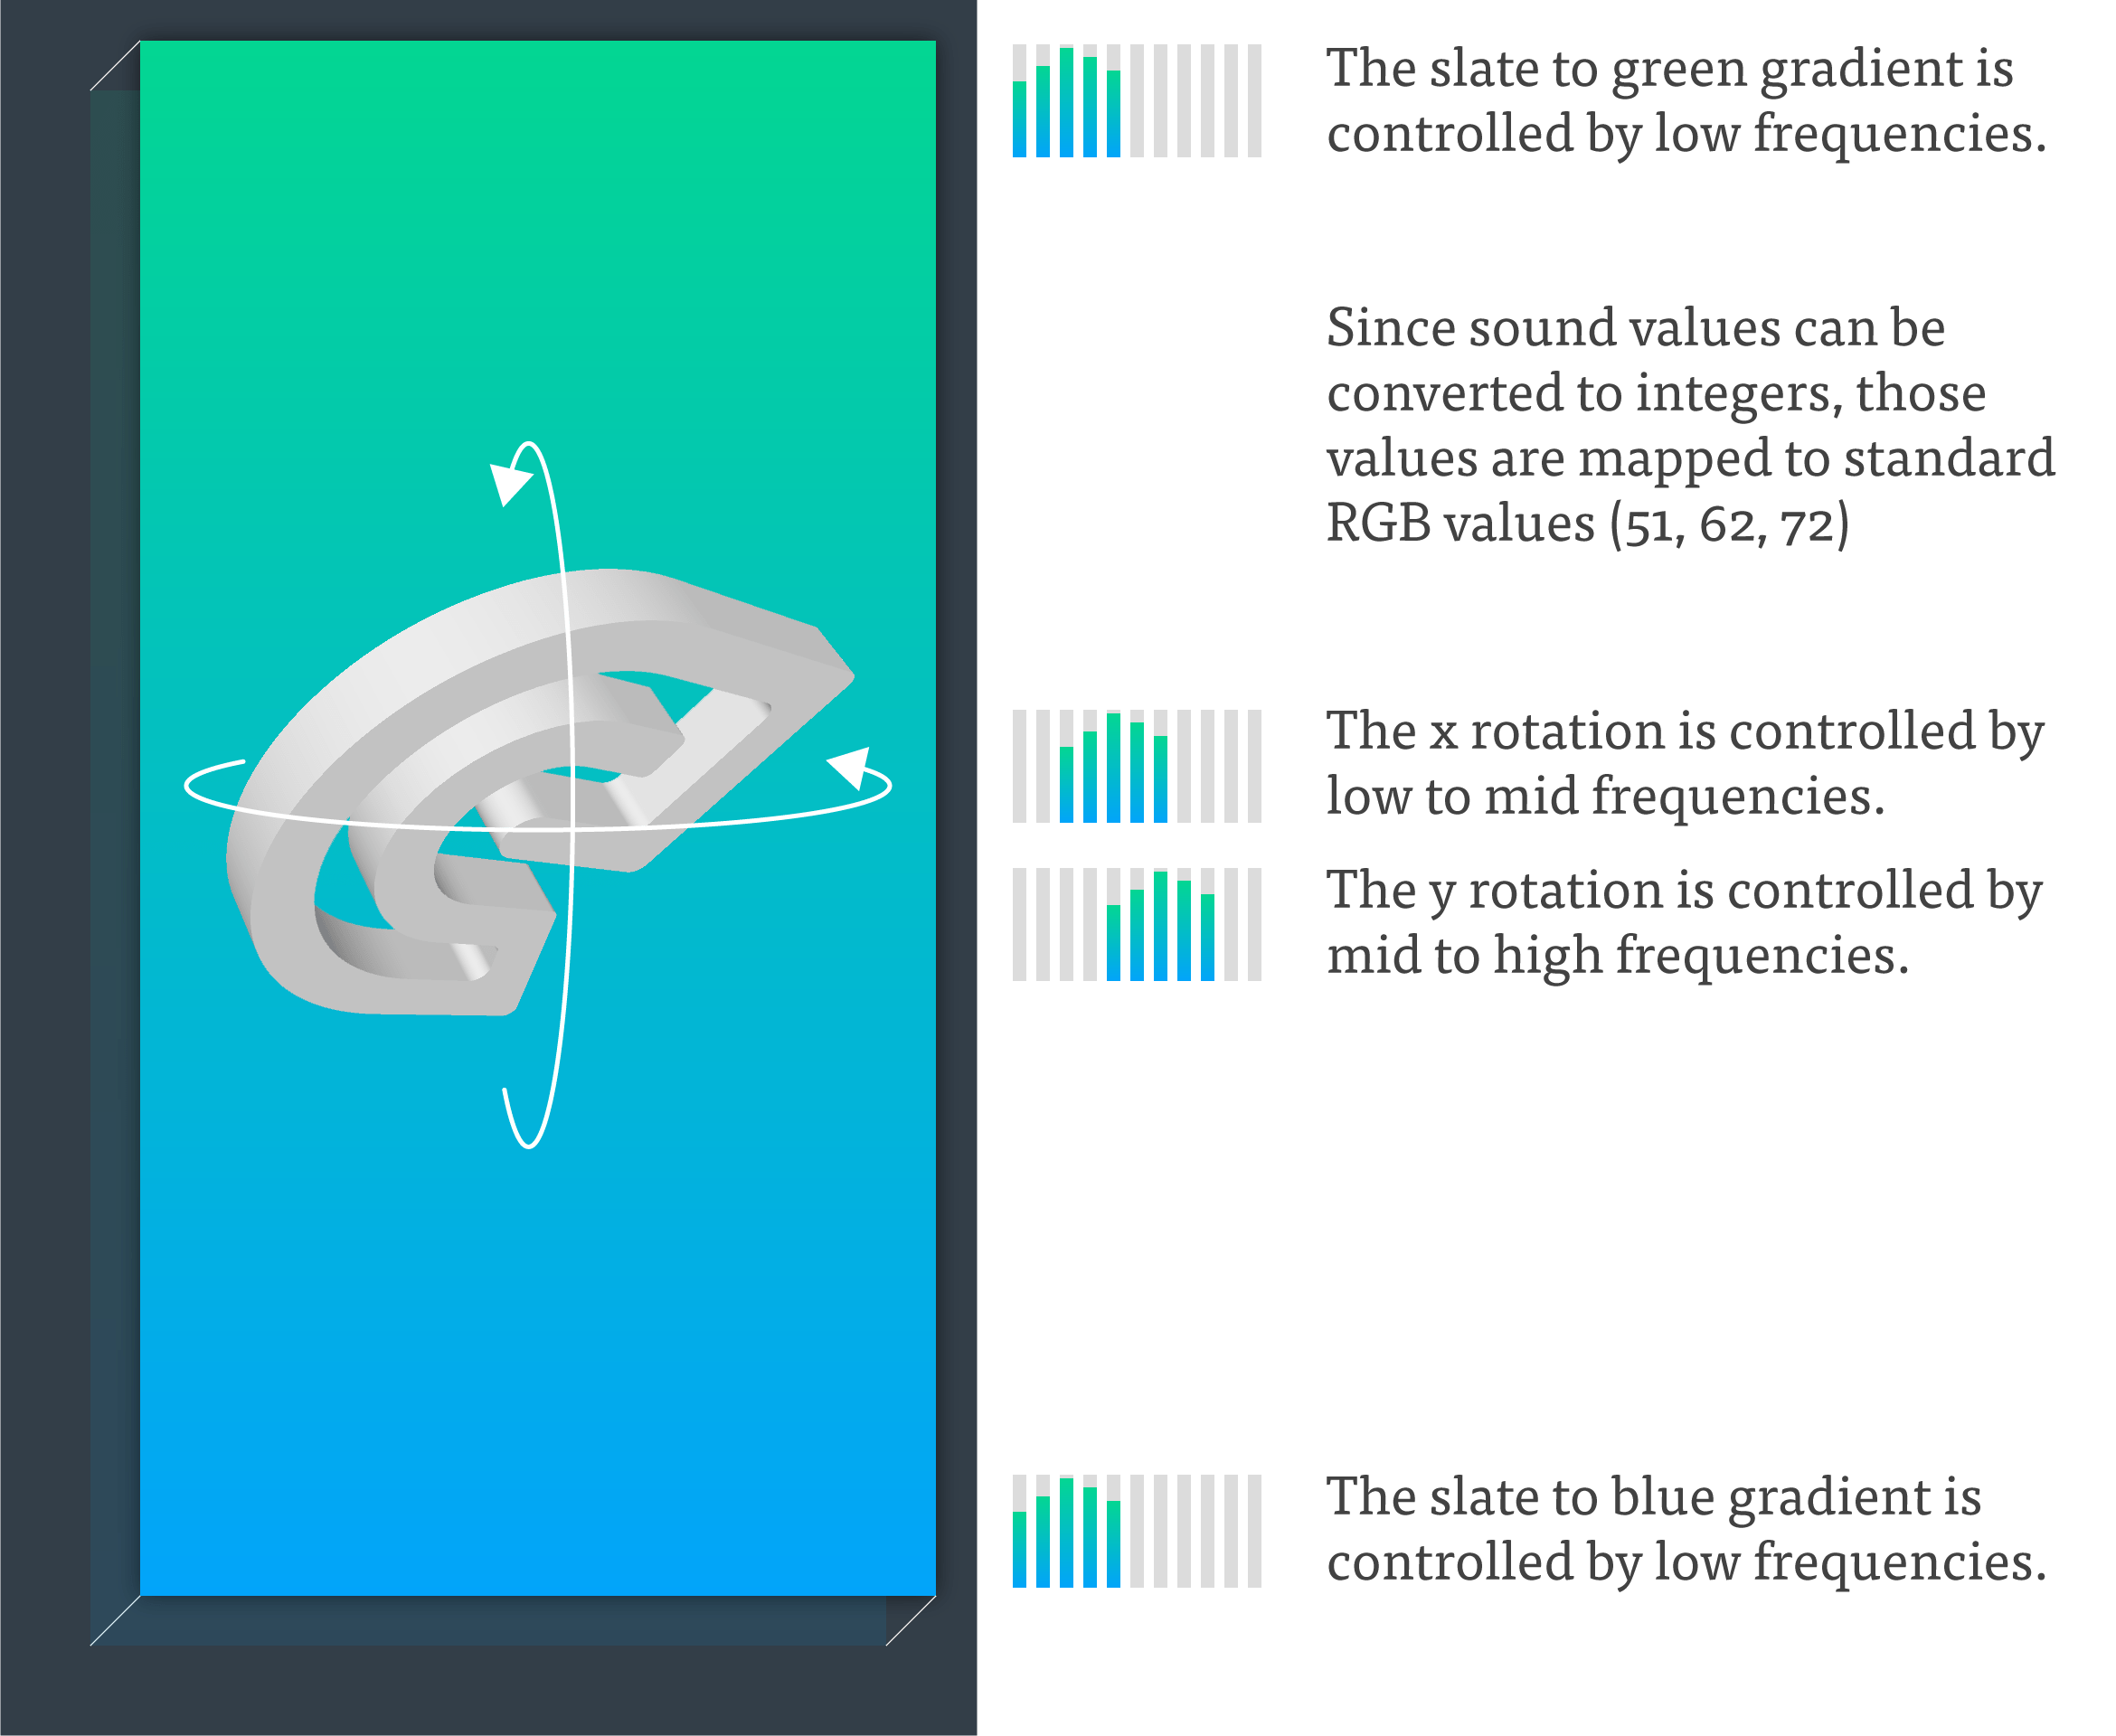 The slate to green gradient is
controlled by low frequencies.
Since sound values can be
converted to integers, those
values are mapped to standard
RGB values (51, 62, 72)
The x rotation is controlled by
low to mid frequencies.
The y rotation is controlled by
mid to high frequencies.
The slate to blue gradient is
controlled by low frequencies.